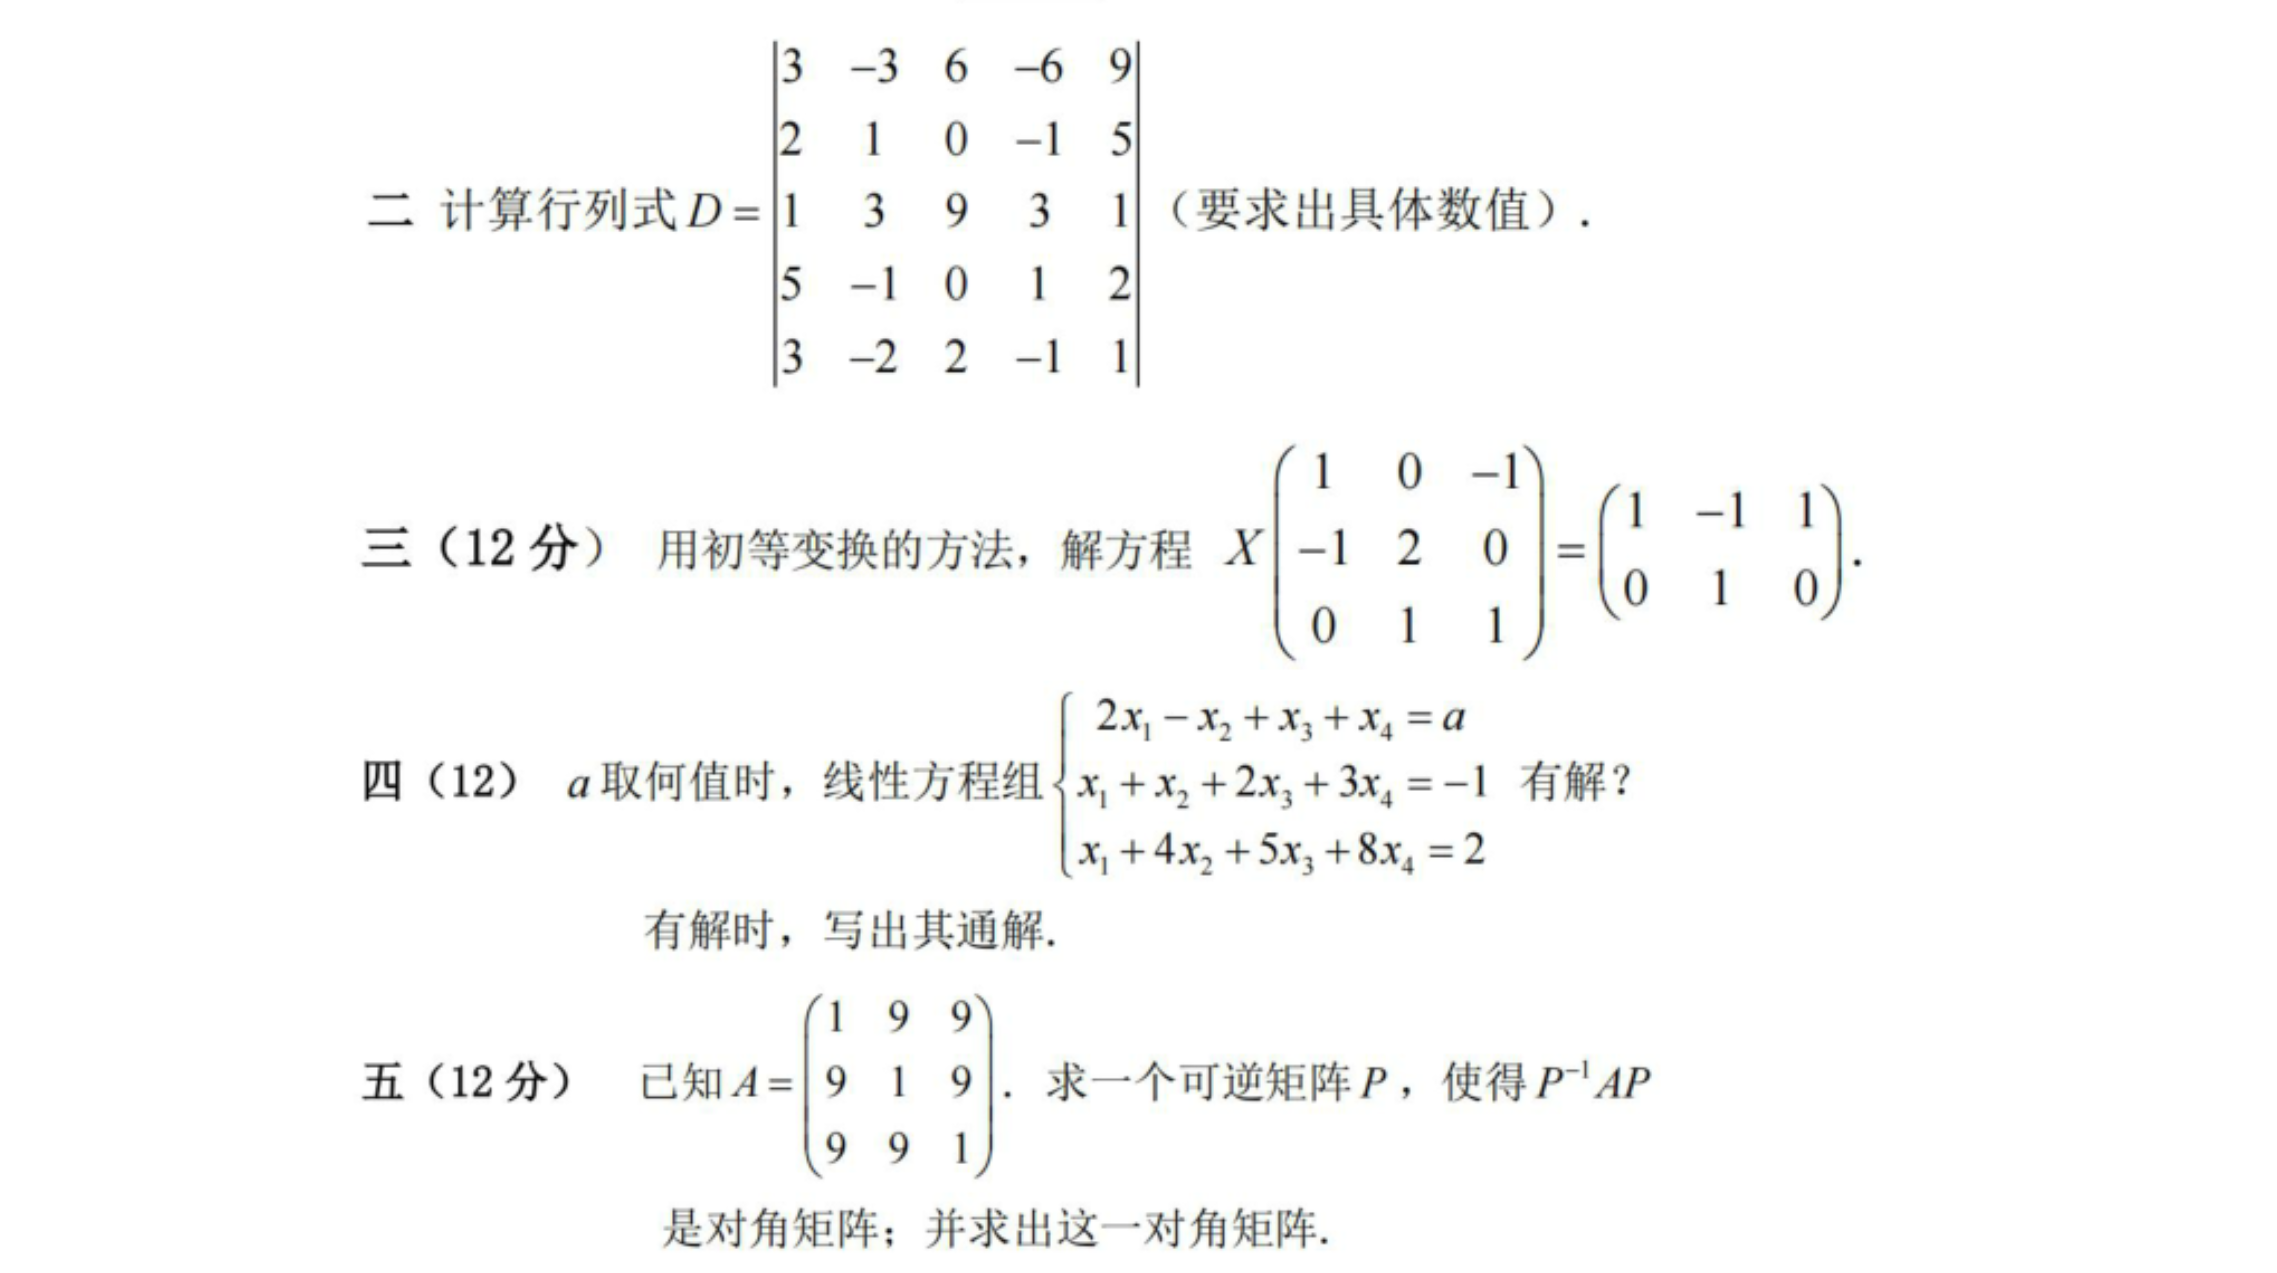 3 −3 6 −6 9
2 1 0 −1 5
二 计算行列式 D = 1 3 9 3 1 （要求出具体数值）.
5 −1 0 1 2
3 −2 2 −1 1
1 0 −1
三（12 分） 用初等变换的方法，解方程 X −1 2 0 = 1 −1 1 .
0 1 0
0 1 1
2x₁ − x₂ + x₃ + x₄ = a
四（12） a 取何值时，线性方程组 x₁ + x₂ + 2x₃ + 3x₄ = −1 有解?
x₁ + 4x₂ + 5x₃ + 8x₄ = 2
有解时，写出其通解.
1 9 9
五（12 分） 已知 A = 9 1 9 . 求一个可逆矩阵 P，使得 P⁻¹AP
9 9 1
是对角矩阵；并求出这一对角矩阵.